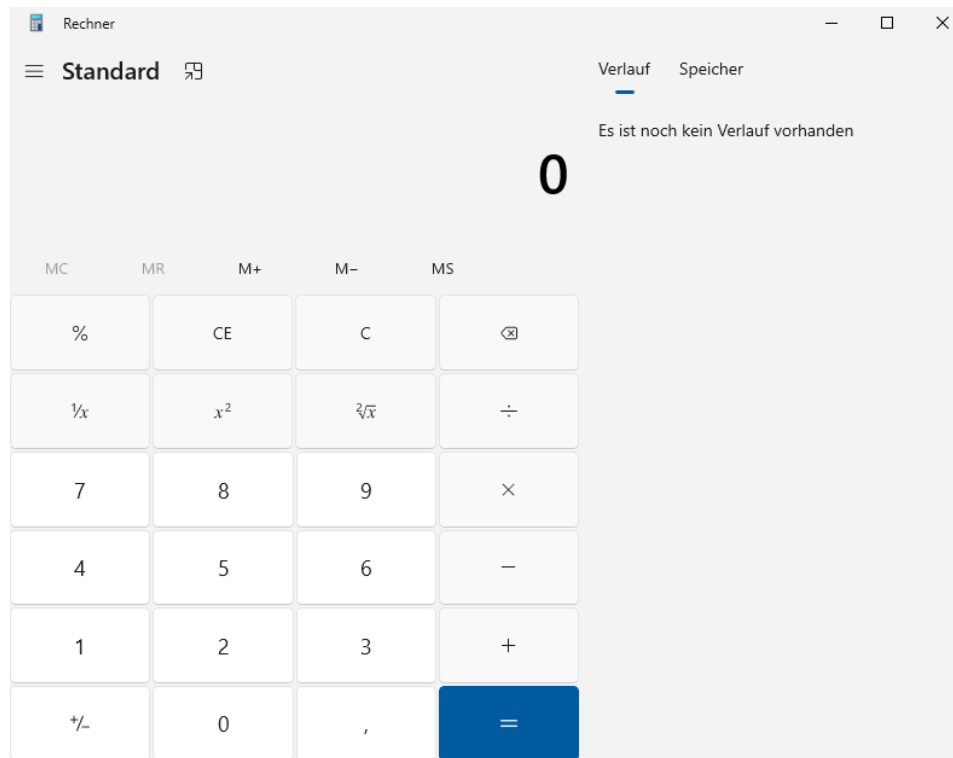 Rechner
Standard
Verlauf Speicher
Es ist noch kein Verlauf vorhanden
0
MC MR M+ M− MS
% CE C
¹/x x² ²√x ÷
7 8 9 ×
4 5 6 −
1 2 3 +
+/− 0 , =